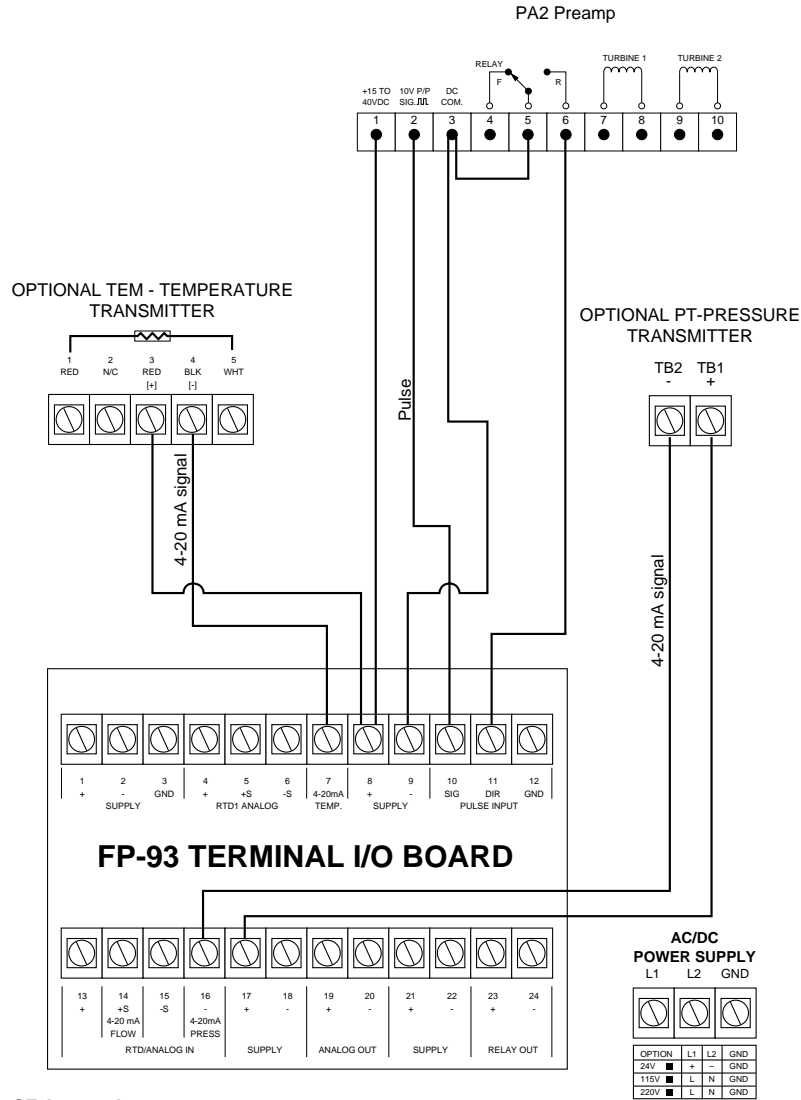 PA2 Preamp
RELAY
F
R
TURBINE 1
TURBINE 2
+15 TO
40VDC
10V P/P
SIG.
DC
COM.
1 2 3 4 5 6 7 8 9 10
OPTIONAL TEM - TEMPERATURE
TRANSMITTER
1 2 3 4 5
RED N/C RED BLK WHT
[+] [-]
OPTIONAL PT-PRESSURE
TRANSMITTER
TB2 TB1
- +
Pulse
4-20 mA signal
4-20 mA signal
1 2 3 4 5 6 7 8 9 10 11 12
+ - GND + +S -S 4-20mA + - SIG DIR GND
SUPPLY RTD1 ANALOG TEMP. SUPPLY PULSE INPUT
FP-93 TERMINAL I/O BOARD
13 14 15 16 17 18 19 20 21 22 23 24
+ +S -S - + - + - + - + -
4-20 mA 4-20mA
FLOW PRESS
RTD/ANALOG IN SUPPLY ANALOG OUT SUPPLY RELAY OUT
AC/DC
POWER SUPPLY
L1 L2 GND
OPTION L1 L2 GND
24V + – GND
115V L N GND
220V L N GND